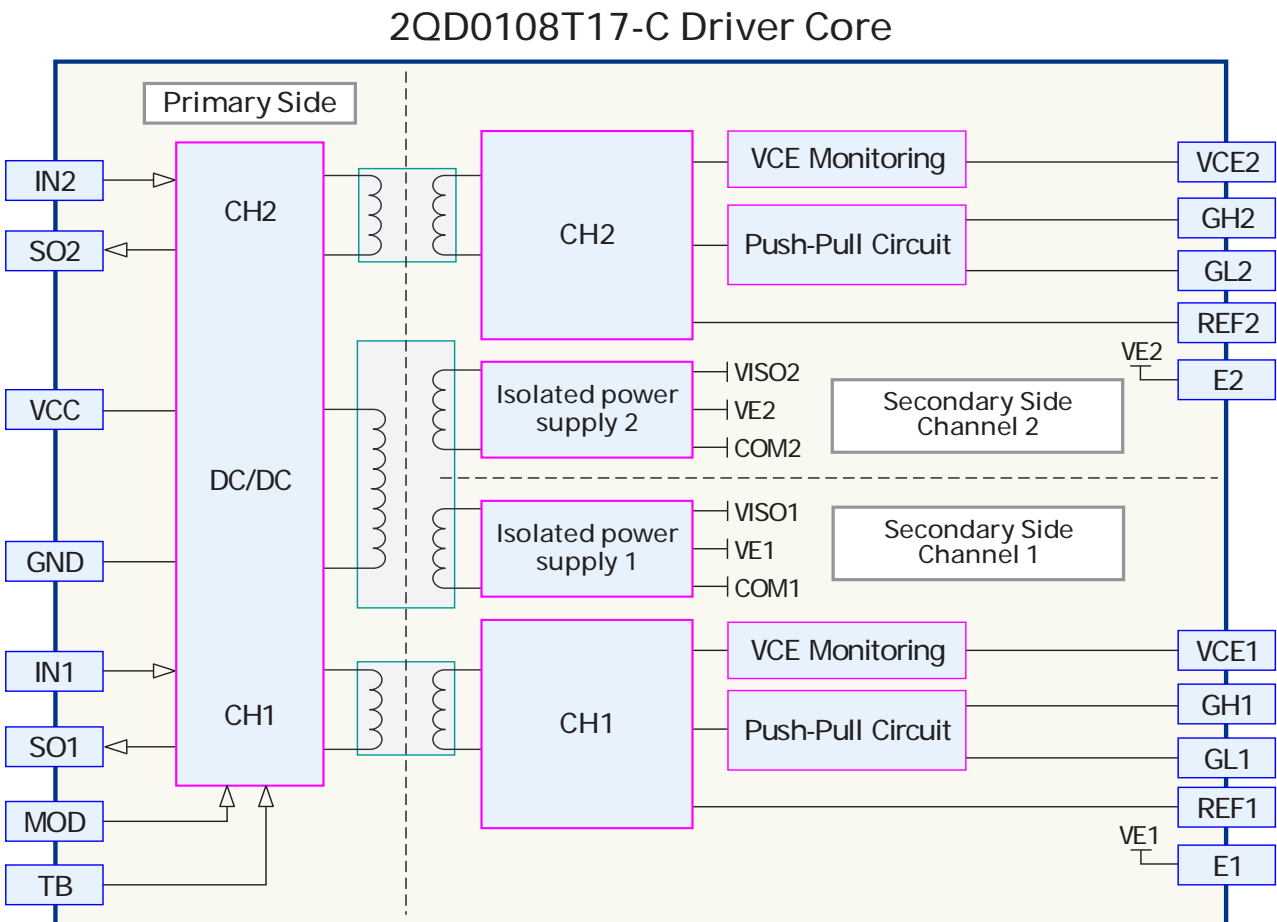 2QD0108T17-C Driver Core
Primary Side
IN2
SO2
VCC
GND
IN1
SO1
MOD
TB
CH2
DC/DC
CH1
CH2
VCE Monitoring
Push-Pull Circuit
VCE2
GH2
GL2
REF2
VE2
E2
Isolated power
supply 2
VISO2
VE2
COM2
Secondary Side
Channel 2
Isolated power
supply 1
VISO1
VE1
COM1
Secondary Side
Channel 1
CH1
VCE Monitoring
Push-Pull Circuit
VCE1
GH1
GL1
REF1
VE1
E1